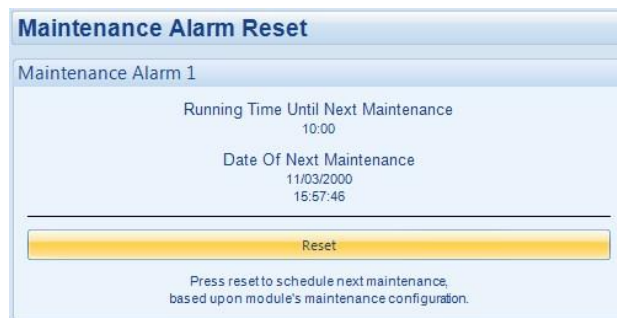 Maintenance Alarm Reset
Maintenance Alarm 1
Running Time Until Next Maintenance
10:00
Date Of Next Maintenance
11/03/2000
15:57:46
Reset
Press reset to schedule next maintenance,
based upon module's maintenance configuration.